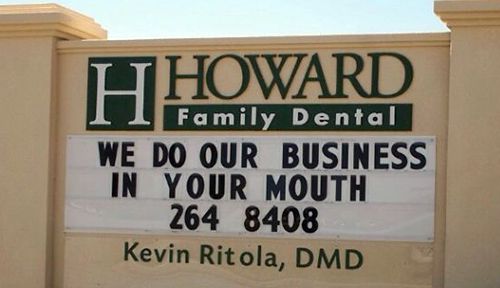 H HOWARD
Family Dental
WE DO OUR BUSINESS
IN YOUR MOUTH
264 8408
Kevin Ritola, DMD